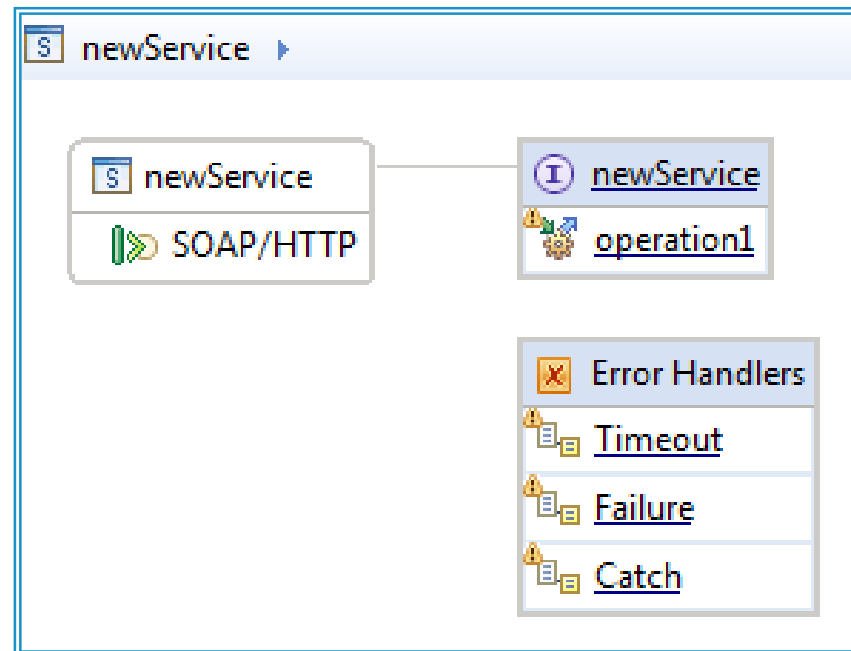 newService
newService
SOAP/HTTP
newService
operation1
Error Handlers
Timeout
Failure
Catch